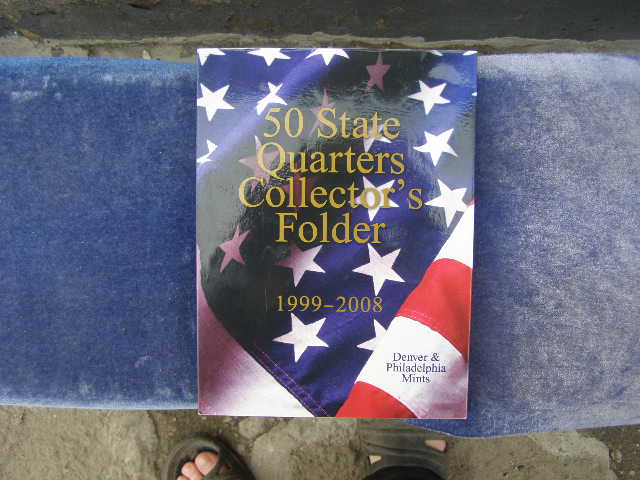 50 State
Quarters
Collector's
Folder
1999-2008
Denver &
Philadelphia
Mints